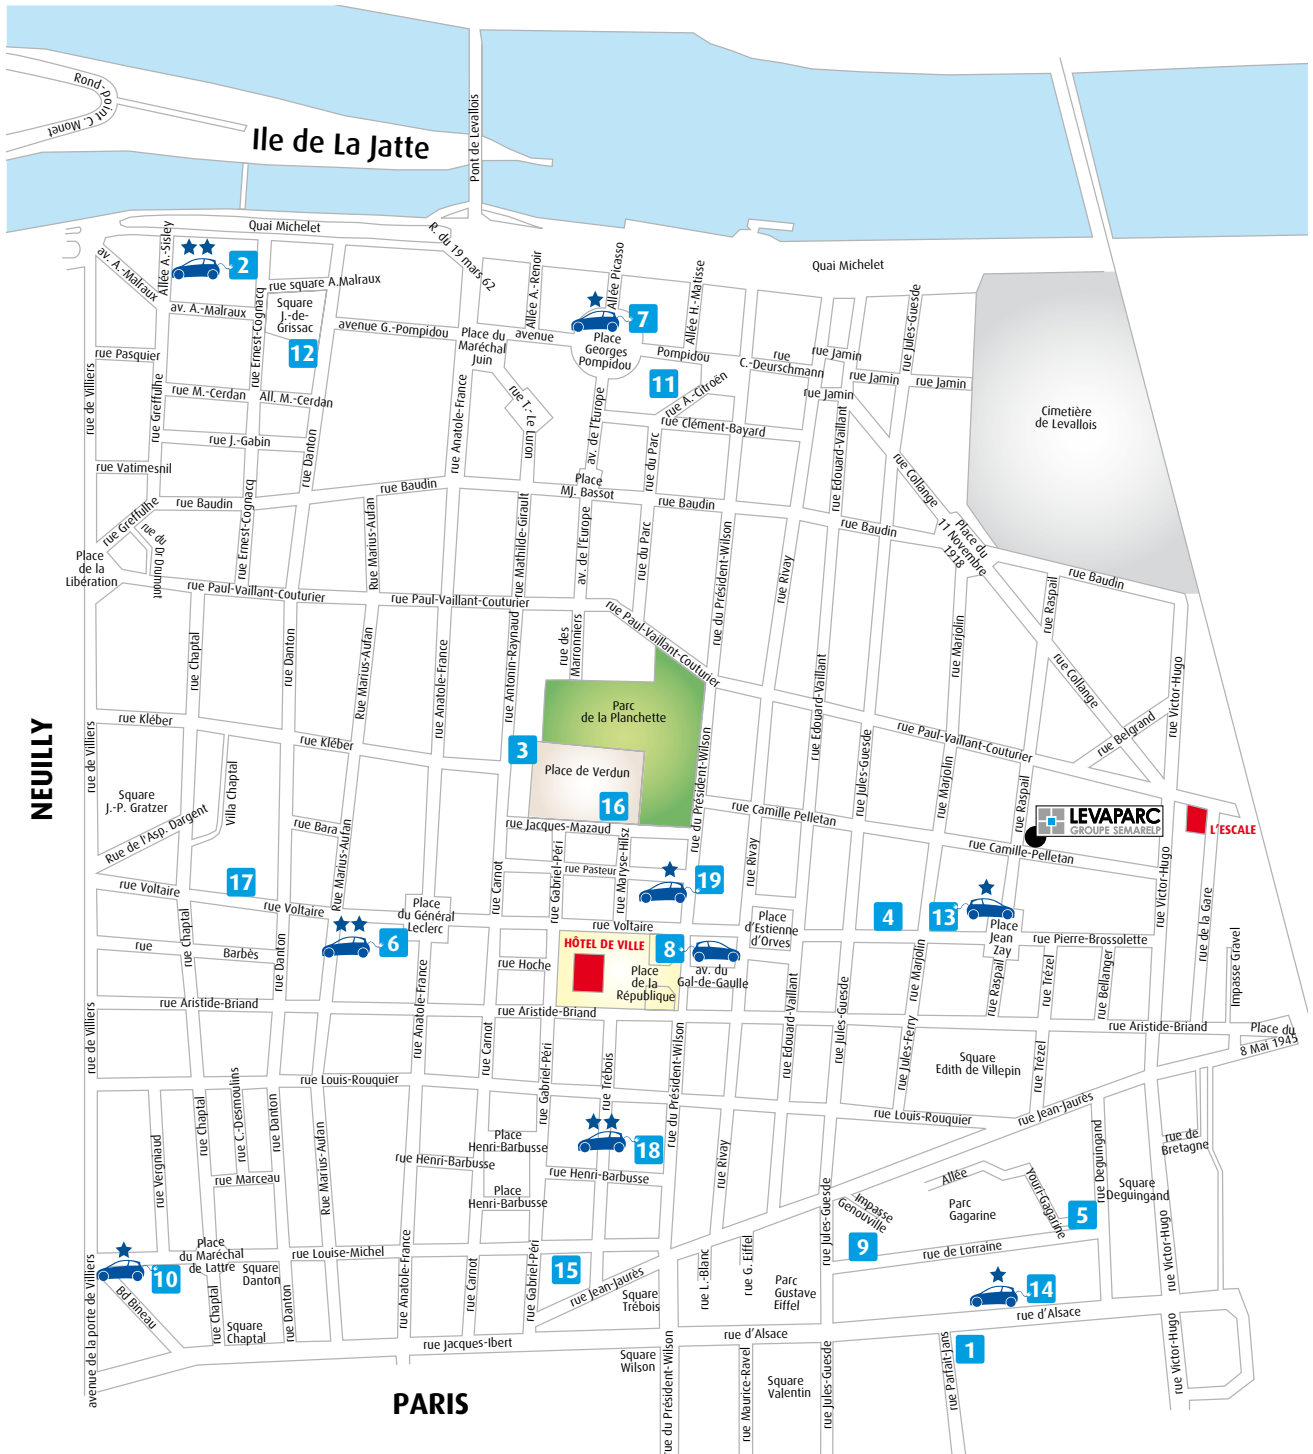 Rond-point C. Monet
Ile de La Jatte
Pont de Levallois
Quai Michelet
R. du 19 mars 62
Quai Michelet
Allée A.-Sisley
av. A.-Malraux
2
rue square A.Malraux
Square
J.-de-
Grissac
av. A.-Malraux
12
rue Ernest-Cognacq
avenue G.-Pompidou
Place du
Maréchal
Juin
avenue
Allée A.-Renoir
Allée Picasso
7
Place
Georges
Pompidou
Pompidou
Allée H.-Matisse
11
rue A.-Citroën
rue
C.-Deurschmann
rue Jamin
rue Jamin
rue Jamin
rue Jamin
rue Jules-Guesde
Cimetière
de Levallois
rue Pasquier
rue de Villiers
rue Greffulhe
rue M.-Cerdan
All. M.-Cerdan
rue J.-Gabin
rue Danton
rue Vatimesnil
rue Anatole-France
rue T.- Le Luron
av. de l'Europe
rue du Parc
rue Clément-Bayard
rue Edouard-Vaillant
rue Collange
rue Baudin
rue Baudin
Place
MJ. Bassot
rue Baudin
rue Baudin
Place du
11 Novembre
1918
rue Baudin
rue Greffulhe
rue du Dr Drumont
Place
de la
Libération
rue Ernest-Cognacq
Rue Marius-Aufan
rue Mathilde-Girault
av. de l'Europe
rue du Parc
rue du Président-Wilson
rue Rivay
rue Paul-Vaillant-Couturier
rue Paul-Vaillant-Couturier
rue Paul-Vaillant-Couturier
rue Chaptal
rue Danton
Rue Marius-Aufan
rue Anatole-France
rue Antonin-Raynaud
rue des
Marronniers
rue Edouard-Vaillant
rue Marjolin
rue Raspail
rue Collange
rue Victor-Hugo
Parc
de la Planchette
NEUILLY
rue de Villiers
rue Kléber
rue Kléber
3
Place de Verdun
16
rue du Président-Wilson
rue Jules-Guesde
rue Paul-Vaillant-Couturier
rue Belgrand
rue Marjolin
rue Raspail
Square
J.-P. Gratzer
Rue de l'Asp. Dargent
Villa Chaptal
rue Bara
Rue Marius-Aufan
rue Jacques-Mazaud
rue Camille Pelletan
LEVAPARC
GROUPE SEMARELP
L'ESCALE
rue Camille-Pelletan
rue Voltaire
17
rue Voltaire
Place
du Général
Leclerc
rue Carnot
rue Gabriel-Péri
rue Pasteur
rue Maryse-Hilsz
19
rue Rivay
rue Voltaire
Place
d'Estienne
d'Orves
4
13
Place
Jean
Zay
rue Victor-Hugo
rue de la Gare
rue
Barbès
rue Chaptal
rue Danton
6
rue Hoche
HÔTEL DE VILLE
Place
de la
République
8
av. du
Gal-de-Gaulle
rue Pierre-Brossolette
rue Marjolin
rue Raspail
rue Trézel
rue Bellanger
Impasse Gravel
rue Aristide-Briand
rue Aristide-Briand
rue Aristide-Briand
Place du
8 Mai 1945
rue de Villiers
rue Anatole-France
rue Carnot
rue Gabriel-Péri
rue Trébois
rue du Président-Wilson
rue Edouard-Vaillant
rue Jules-Guesde
rue Jules-Ferry
Square
Edith de Villepin
rue Trézel
rue Louis-Rouquier
rue Louis-Rouquier
rue Jean-Jaurès
rue Vergniaud
rue Chaptal
rue C.-Desmoulins
rue Danton
Rue Marius-Aufan
rue Marceau
Place
Henri-Barbusse
rue Henri-Barbusse
Place
Henri-Barbusse
18
rue Henri-Barbusse
rue Rivay
rue Jules-Guesde
Impasse
Genouville
Allée
Youri-Gagarine
Parc
Gagarine
5
rue Deguingand
Square
Deguingand
rue de
Bretagne
rue Victor-Hugo
9
rue de Lorraine
avenue de la porte de Villiers
10
Bd Bineau
Place
du Maréchal
de Lattre
rue Chaptal
Square
Danton
Square
Chaptal
rue Danton
rue Louise-Michel
rue Anatole-France
rue Carnot
rue Gabriel-Péri
15
rue Jean-Jaurès
Square
Trébois
rue L.-Blanc
rue G. Eiffel
Parc
Gustave
Eiffel
14
rue d'Alsace
rue d'Alsace
rue Jacques-Ibert
Square
Wilson
rue du Président-Wilson
rue Maurice-Ravel
Square
Valentin
rue Jules-Guesde
1
rue Parfait-Jans
rue Victor-Hugo
PARIS